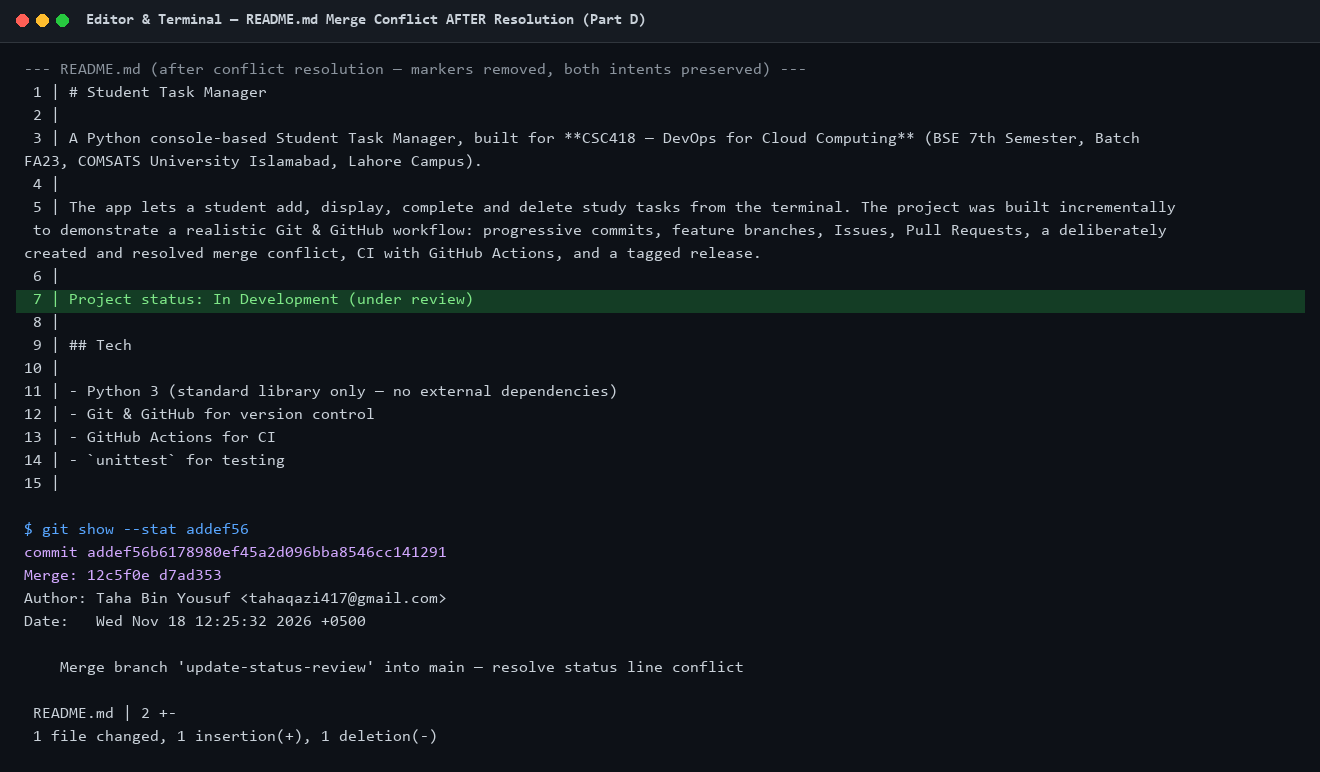 Editor & Terminal — README.md Merge Conflict AFTER Resolution (Part D)
--- README.md (after conflict resolution — markers removed, both intents preserved) ---
1 | # Student Task Manager
2 |
3 | A Python console-based Student Task Manager, built for **CSC418 — DevOps for Cloud Computing** (BSE 7th Semester, Batch
FA23, COMSATS University Islamabad, Lahore Campus).
4 |
5 | The app lets a student add, display, complete and delete study tasks from the terminal. The project was built incrementally
to demonstrate a realistic Git & GitHub workflow: progressive commits, feature branches, Issues, Pull Requests, a deliberately
created and resolved merge conflict, CI with GitHub Actions, and a tagged release.
6 |
7 | Project status: In Development (under review)
8 |
9 | ## Tech
10 |
11 | - Python 3 (standard library only — no external dependencies)
12 | - Git & GitHub for version control
13 | - GitHub Actions for CI
14 | - `unittest` for testing
15 |
$ git show --stat addef56
commit addef56b6178980ef45a2d096bba8546cc141291
Merge: 12c5f0e d7ad353
Author: Taha Bin Yousuf <tahaqazi417@gmail.com>
Date:   Wed Nov 18 12:25:32 2026 +0500
Merge branch 'update-status-review' into main — resolve status line conflict
README.md | 2 +-
1 file changed, 1 insertion(+), 1 deletion(-)